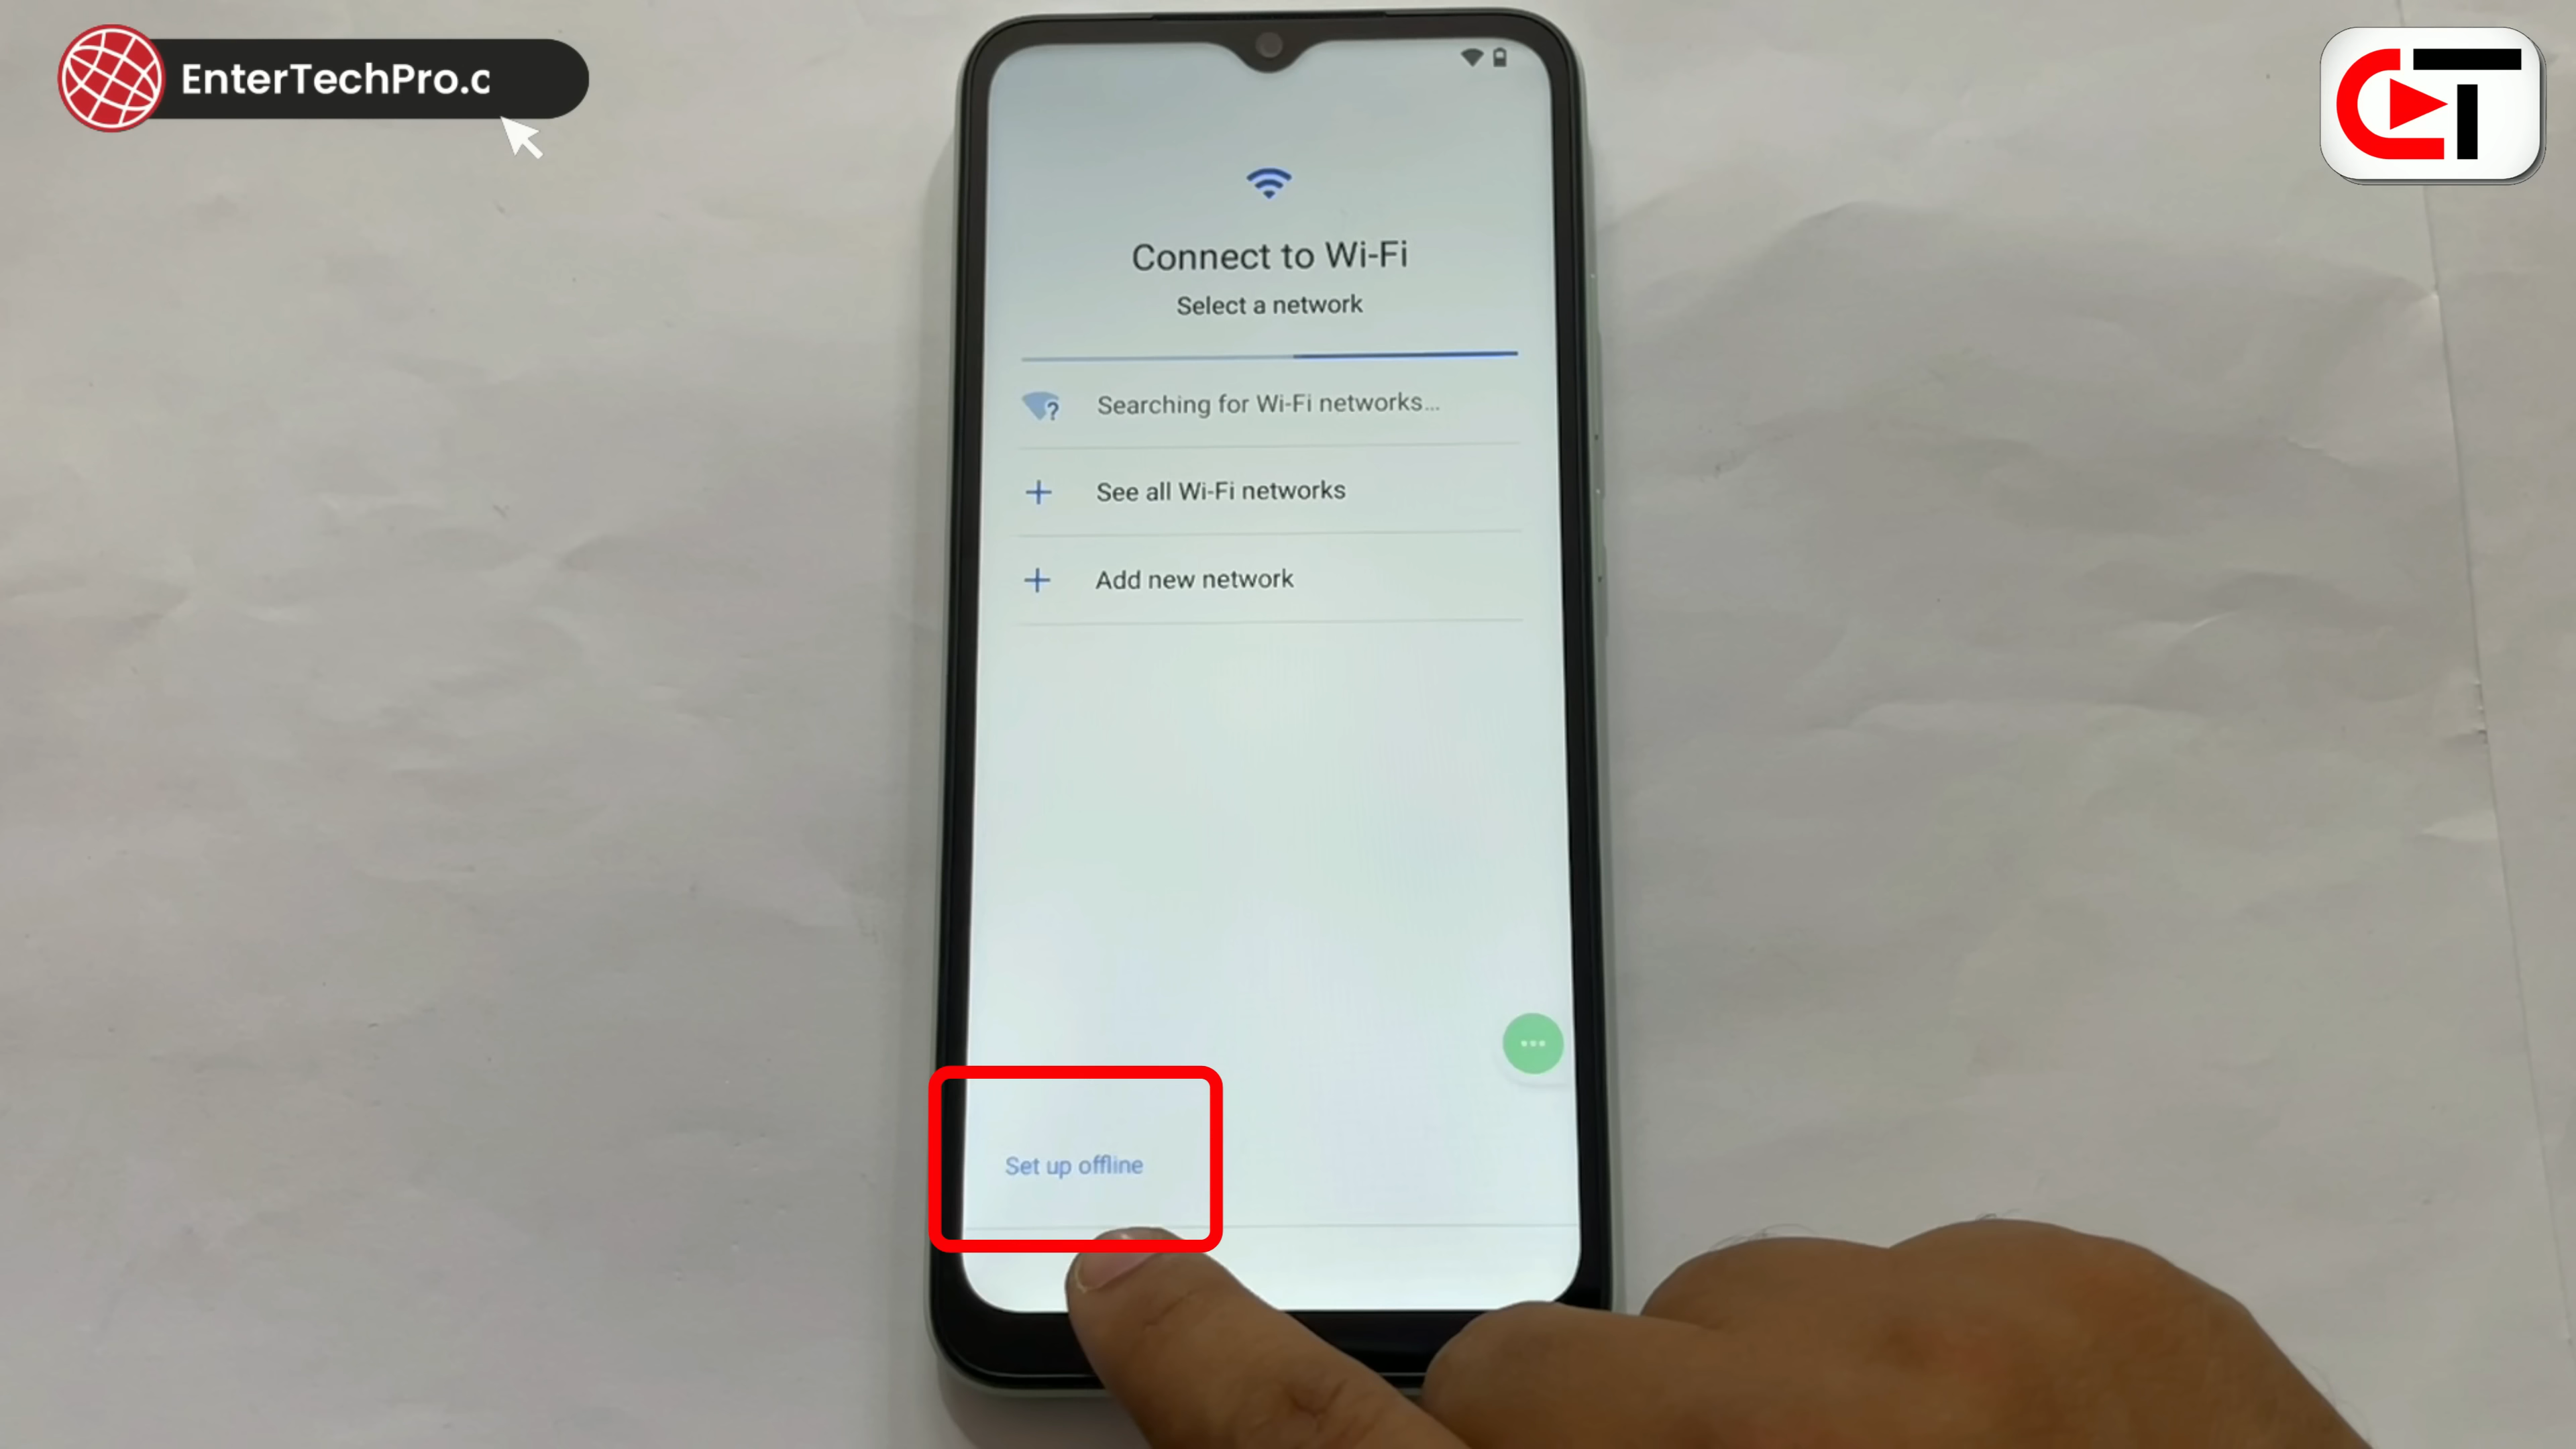 EnterTechPro.c
CT
Connect to Wi-Fi
Select a network
Searching for Wi-Fi networks...
See all Wi-Fi networks
Add new network
Set up offline